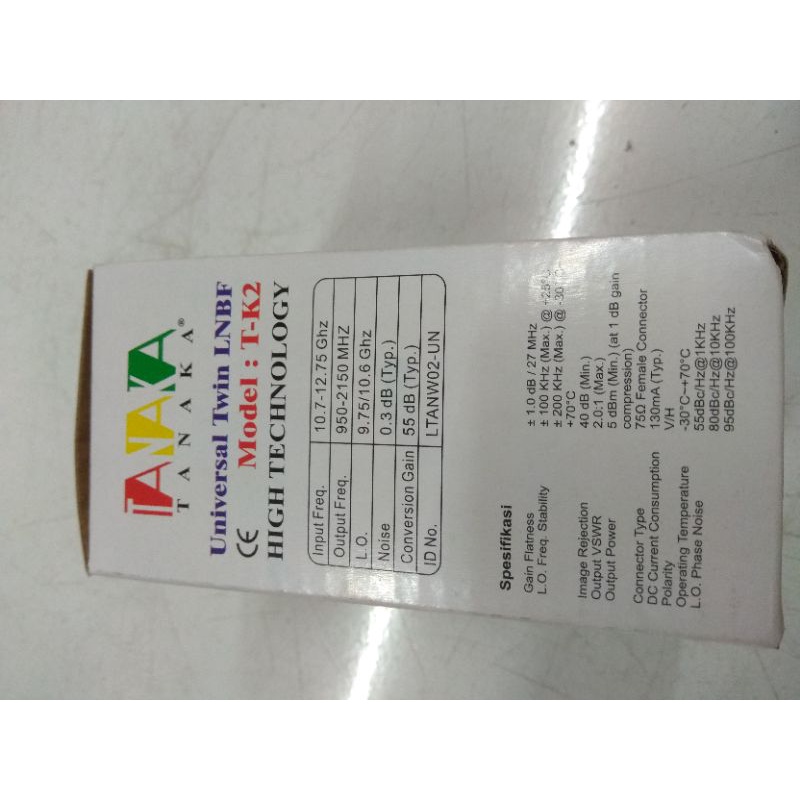 TANAKA
TANAKA®
Universal Twin LNBF
CE Model : T-K2
HIGH TECHNOLOGY
Input Freq. 10.7-12.75 Ghz
Output Freq. 950-2150 MHZ
L.O. 9.75/10.6 Ghz
Noise 0.3 dB (Typ.)
Conversion Gain 55 dB (Typ.)
ID No. LTANW02-UN
Spesifikasi
Gain Flatness ± 1.0 dB / 27 MHz
L.O. Freq. Stability ± 100 KHz (Max.) @ +25°C
± 200 KHz (Max.) @ -30
+70°C
Image Rejection 40 dB (Min.)
Output VSWR 2.0:1 (Max.)
Output Power 5 dBm (Min.) (at 1 dB gain
compression)
Connector Type 75Ω Female Connector
DC Current Consumption 130mA (Typ.)
Polarity V/H
Operating Temperature -30°C~+70°C
L.O. Phase Noise 55dBc/Hz@1KHz
80dBc/Hz@10KHz
95dBc/Hz@100KHz